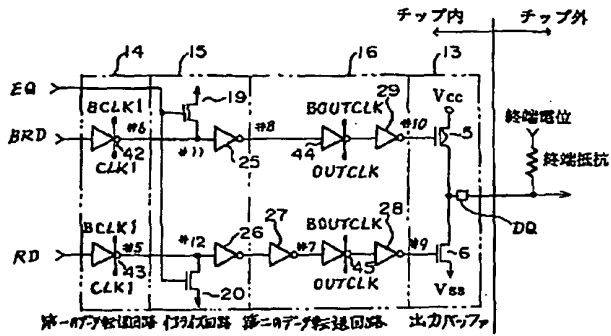 チップ内 チップ外
14 15 16 13
EQ
19
BCLK1 BOUTCLK 29 Vcc
#6 #8 #10 5 終端電位
BRD
42 #11 25 44 終端抵抗
CLK1 OUTCLK
BCLK1 27 BOUTCLK 28
#5 #12 26 #7 #9 DQ
RD
43 45 6
CLK1 20 OUTCLK Vss
第一のデータ転送回路 イコライズ回路 第二のデータ転送回路 出力バッファ